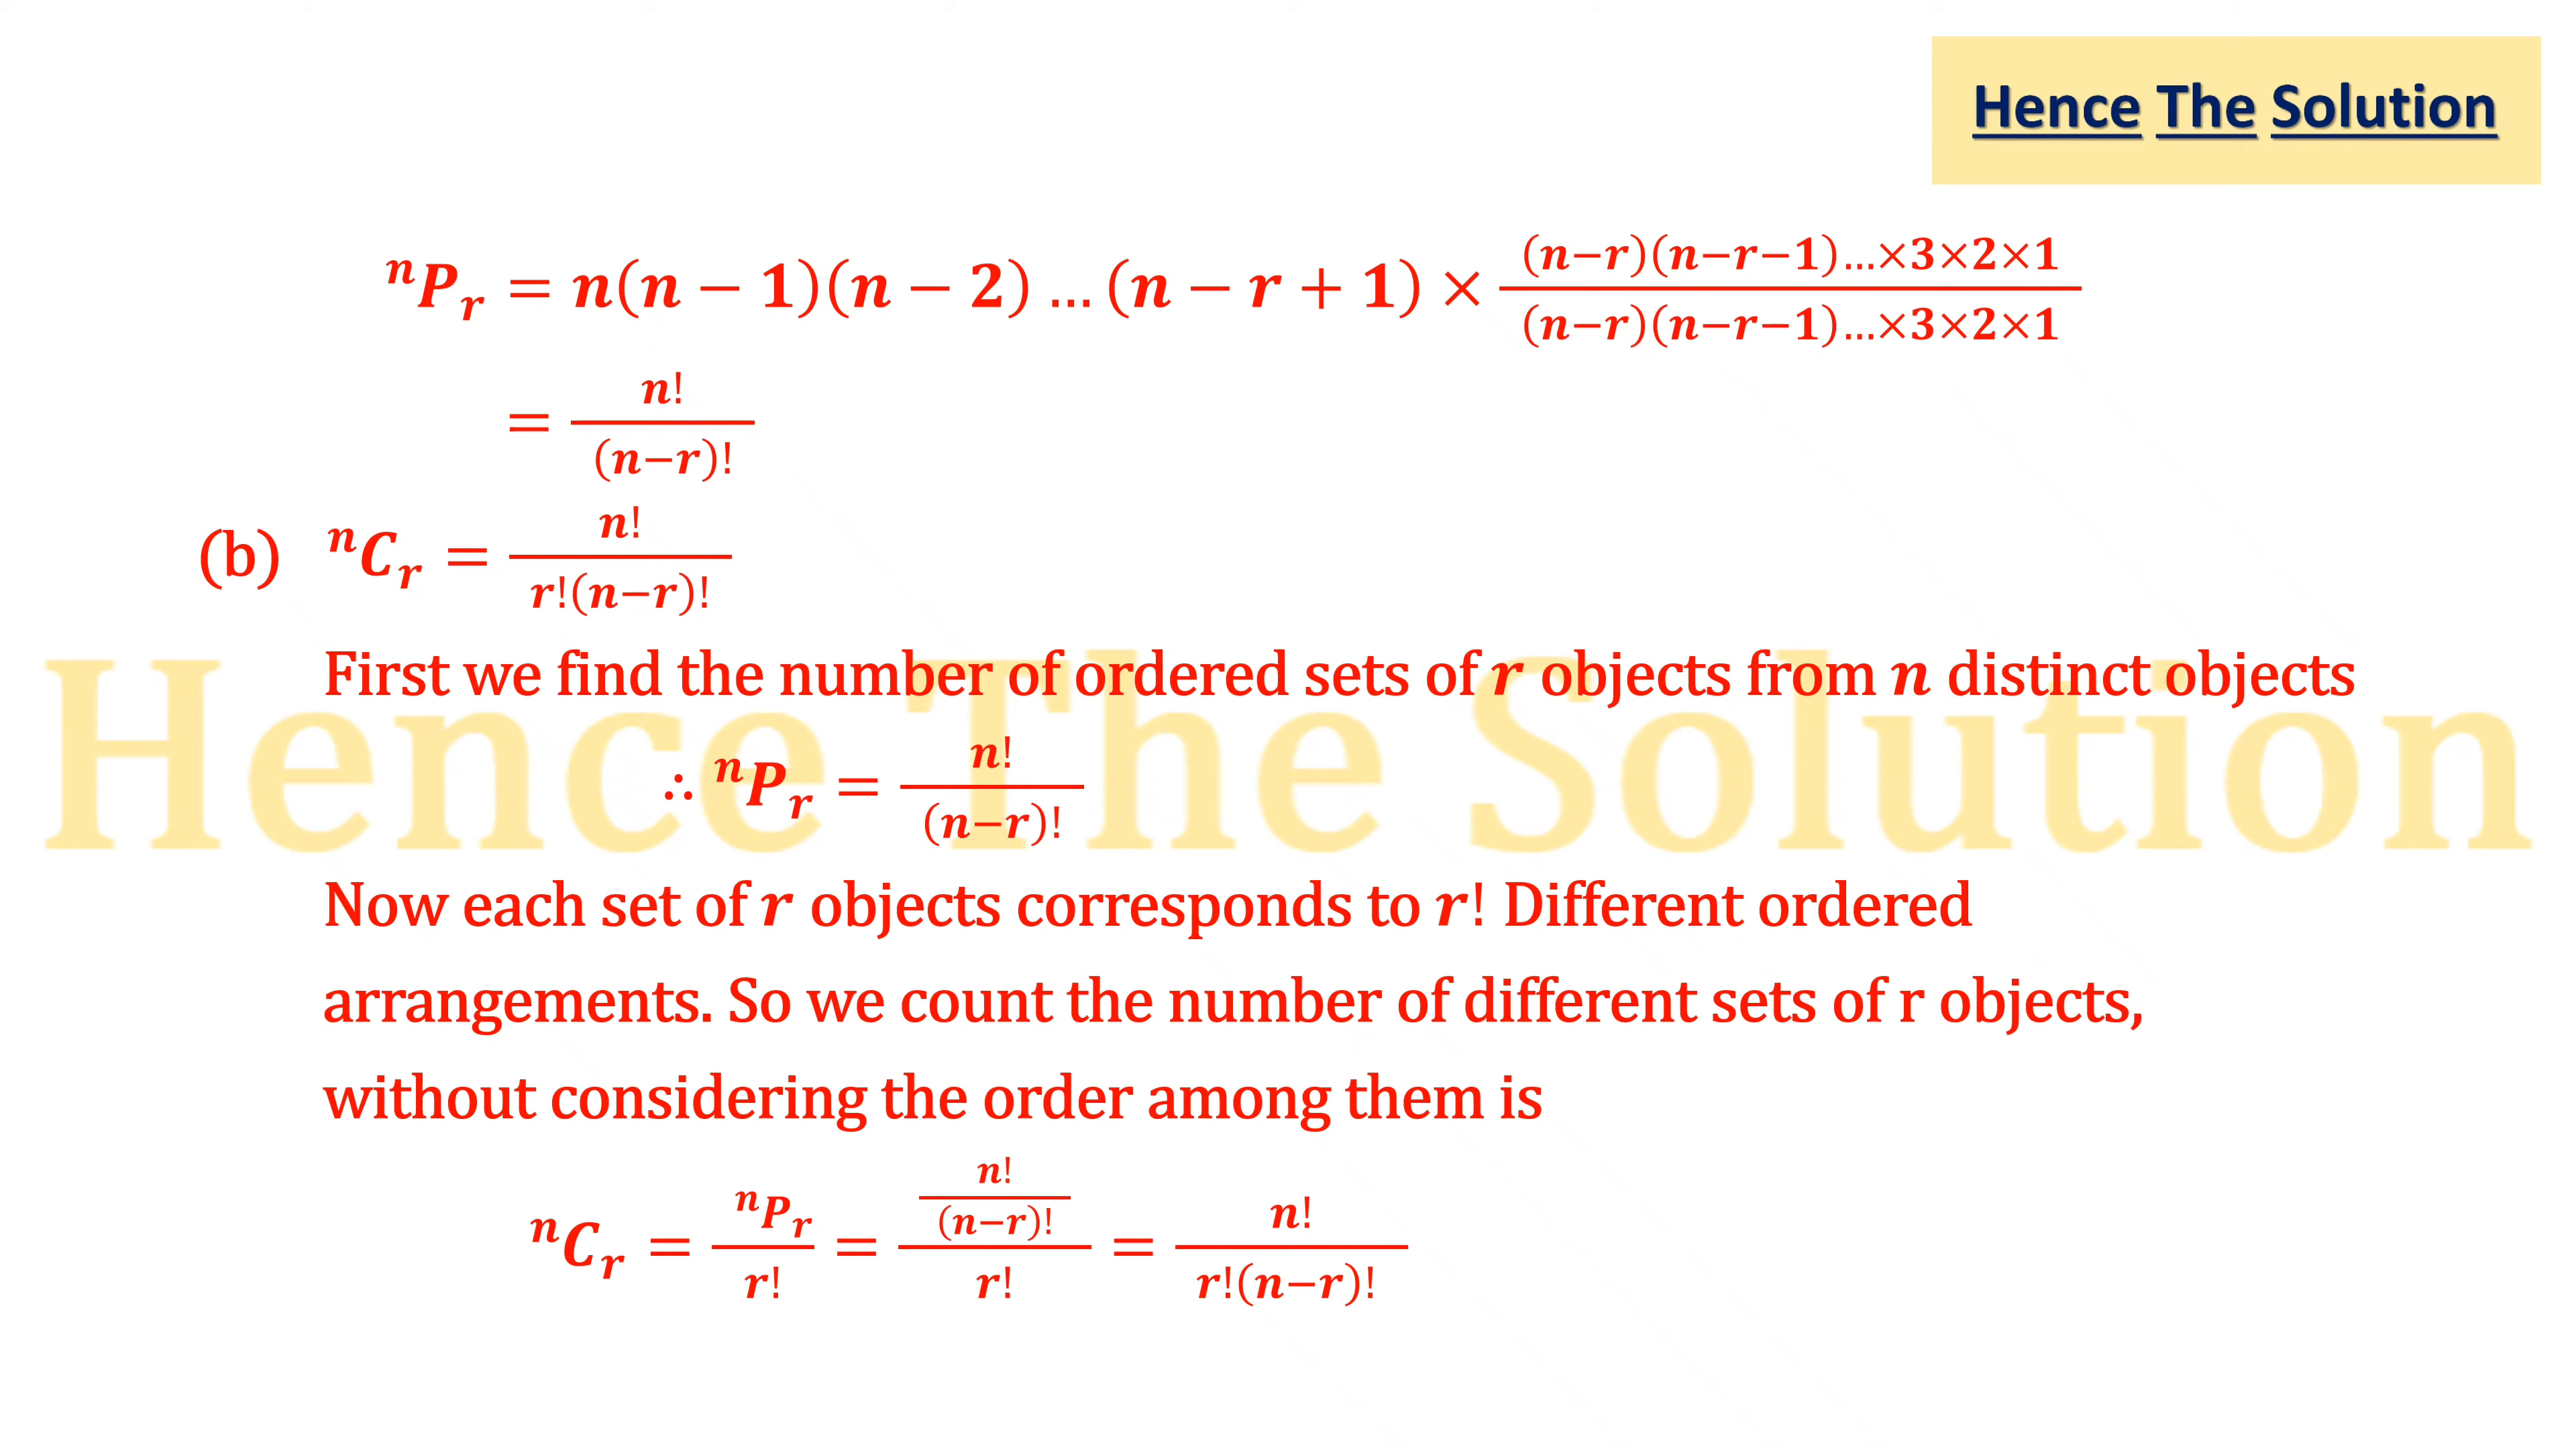 Hence The Solution
ⁿPᵣ = n(n − 1)(n − 2) … (n − r + 1) × (n−r)(n−r−1)…×3×2×1 / (n−r)(n−r−1)…×3×2×1
= n! / (n−r)!
(b) ⁿCᵣ = n! / r!(n−r)!
First we find the number of ordered sets of r objects from n distinct objects
Hence The Solution
∴ ⁿPᵣ = n! / (n−r)!
Now each set of r objects corresponds to r! Different ordered
arrangements. So we count the number of different sets of r objects,
without considering the order among them is
ⁿCᵣ = ⁿPᵣ / r! = (n! / (n−r)!) / r! = n! / r!(n−r)!